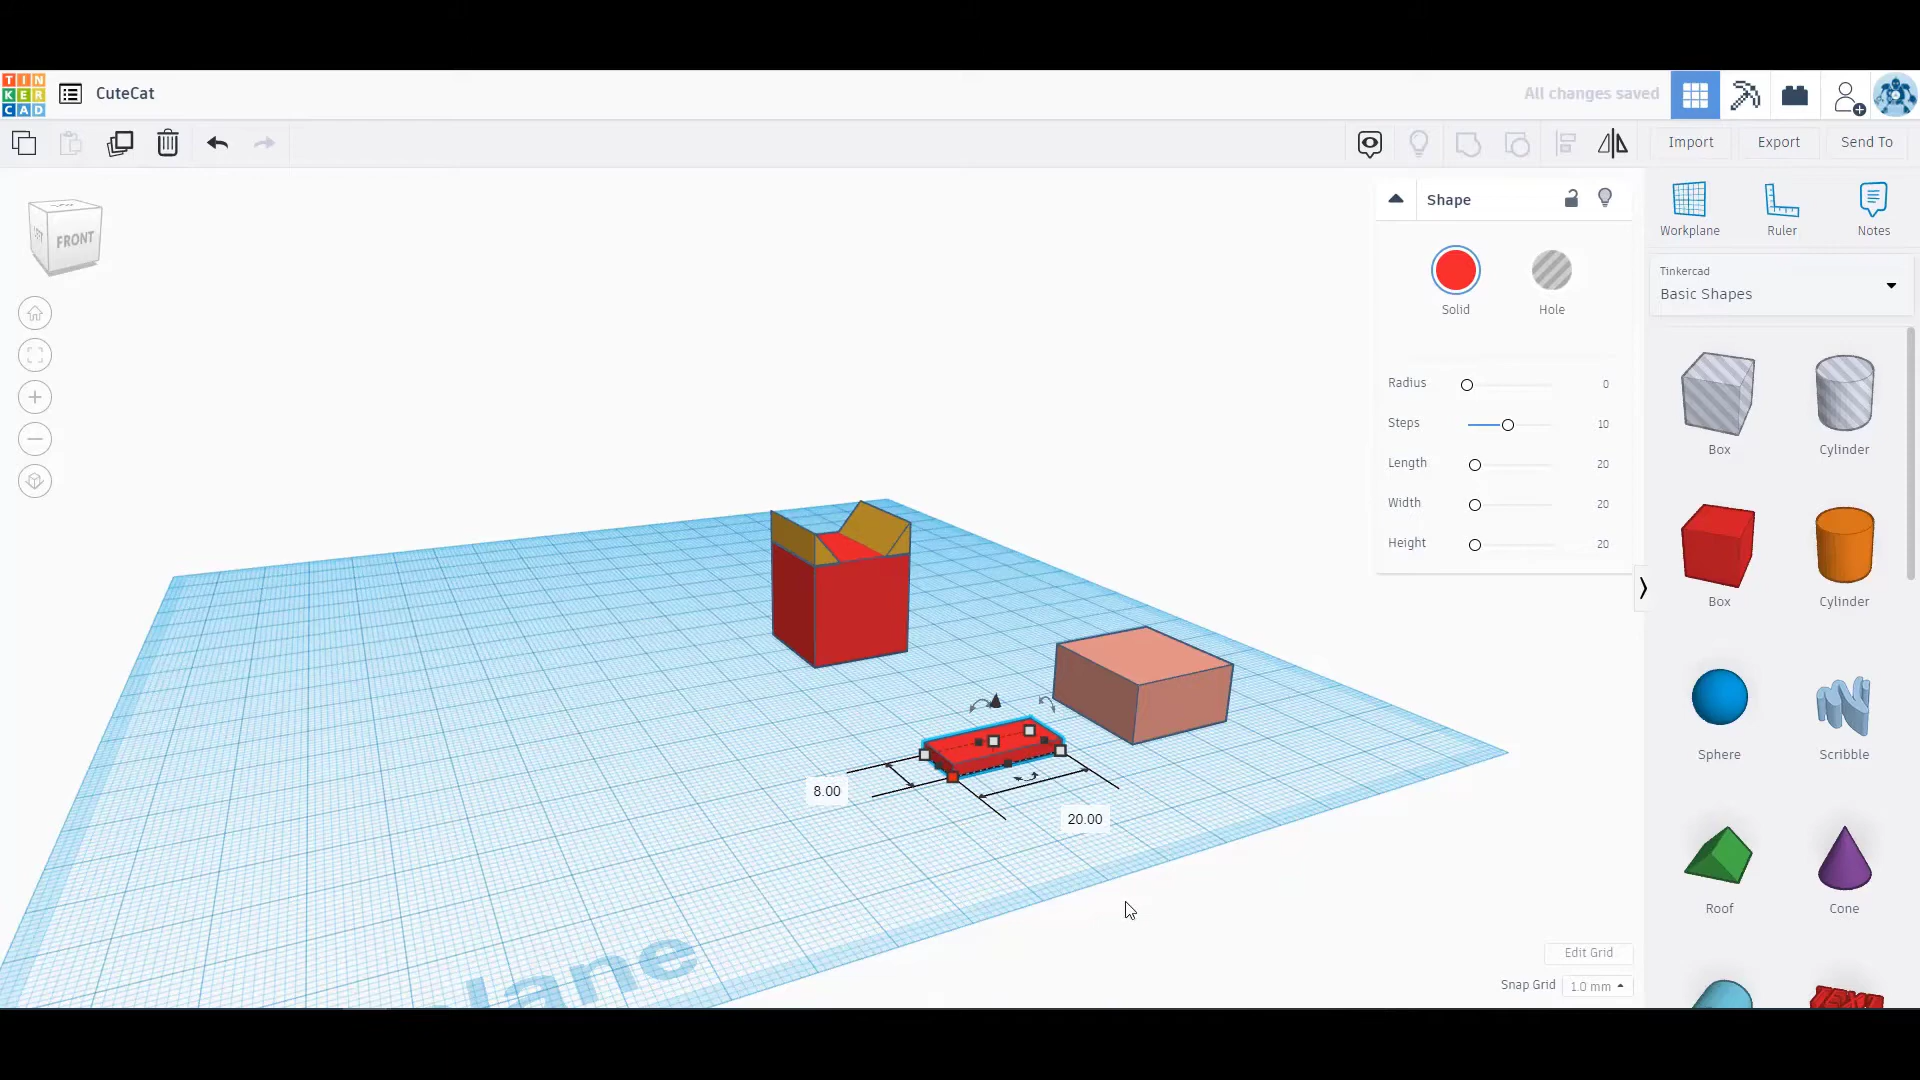 TIN
KER
CAD
CuteCat
All changes saved
Import
Export
Send To
FRONT
Shape
Solid
Hole
Radius 0
Steps 10
Length 20
Width 20
Height 20
Workplane
Ruler
Notes
Tinkercad
Basic Shapes
Box
Cylinder
Box
Cylinder
Sphere
Scribble
Roof
Cone
8.00
20.00
Edit Grid
Snap Grid 1.0 mm